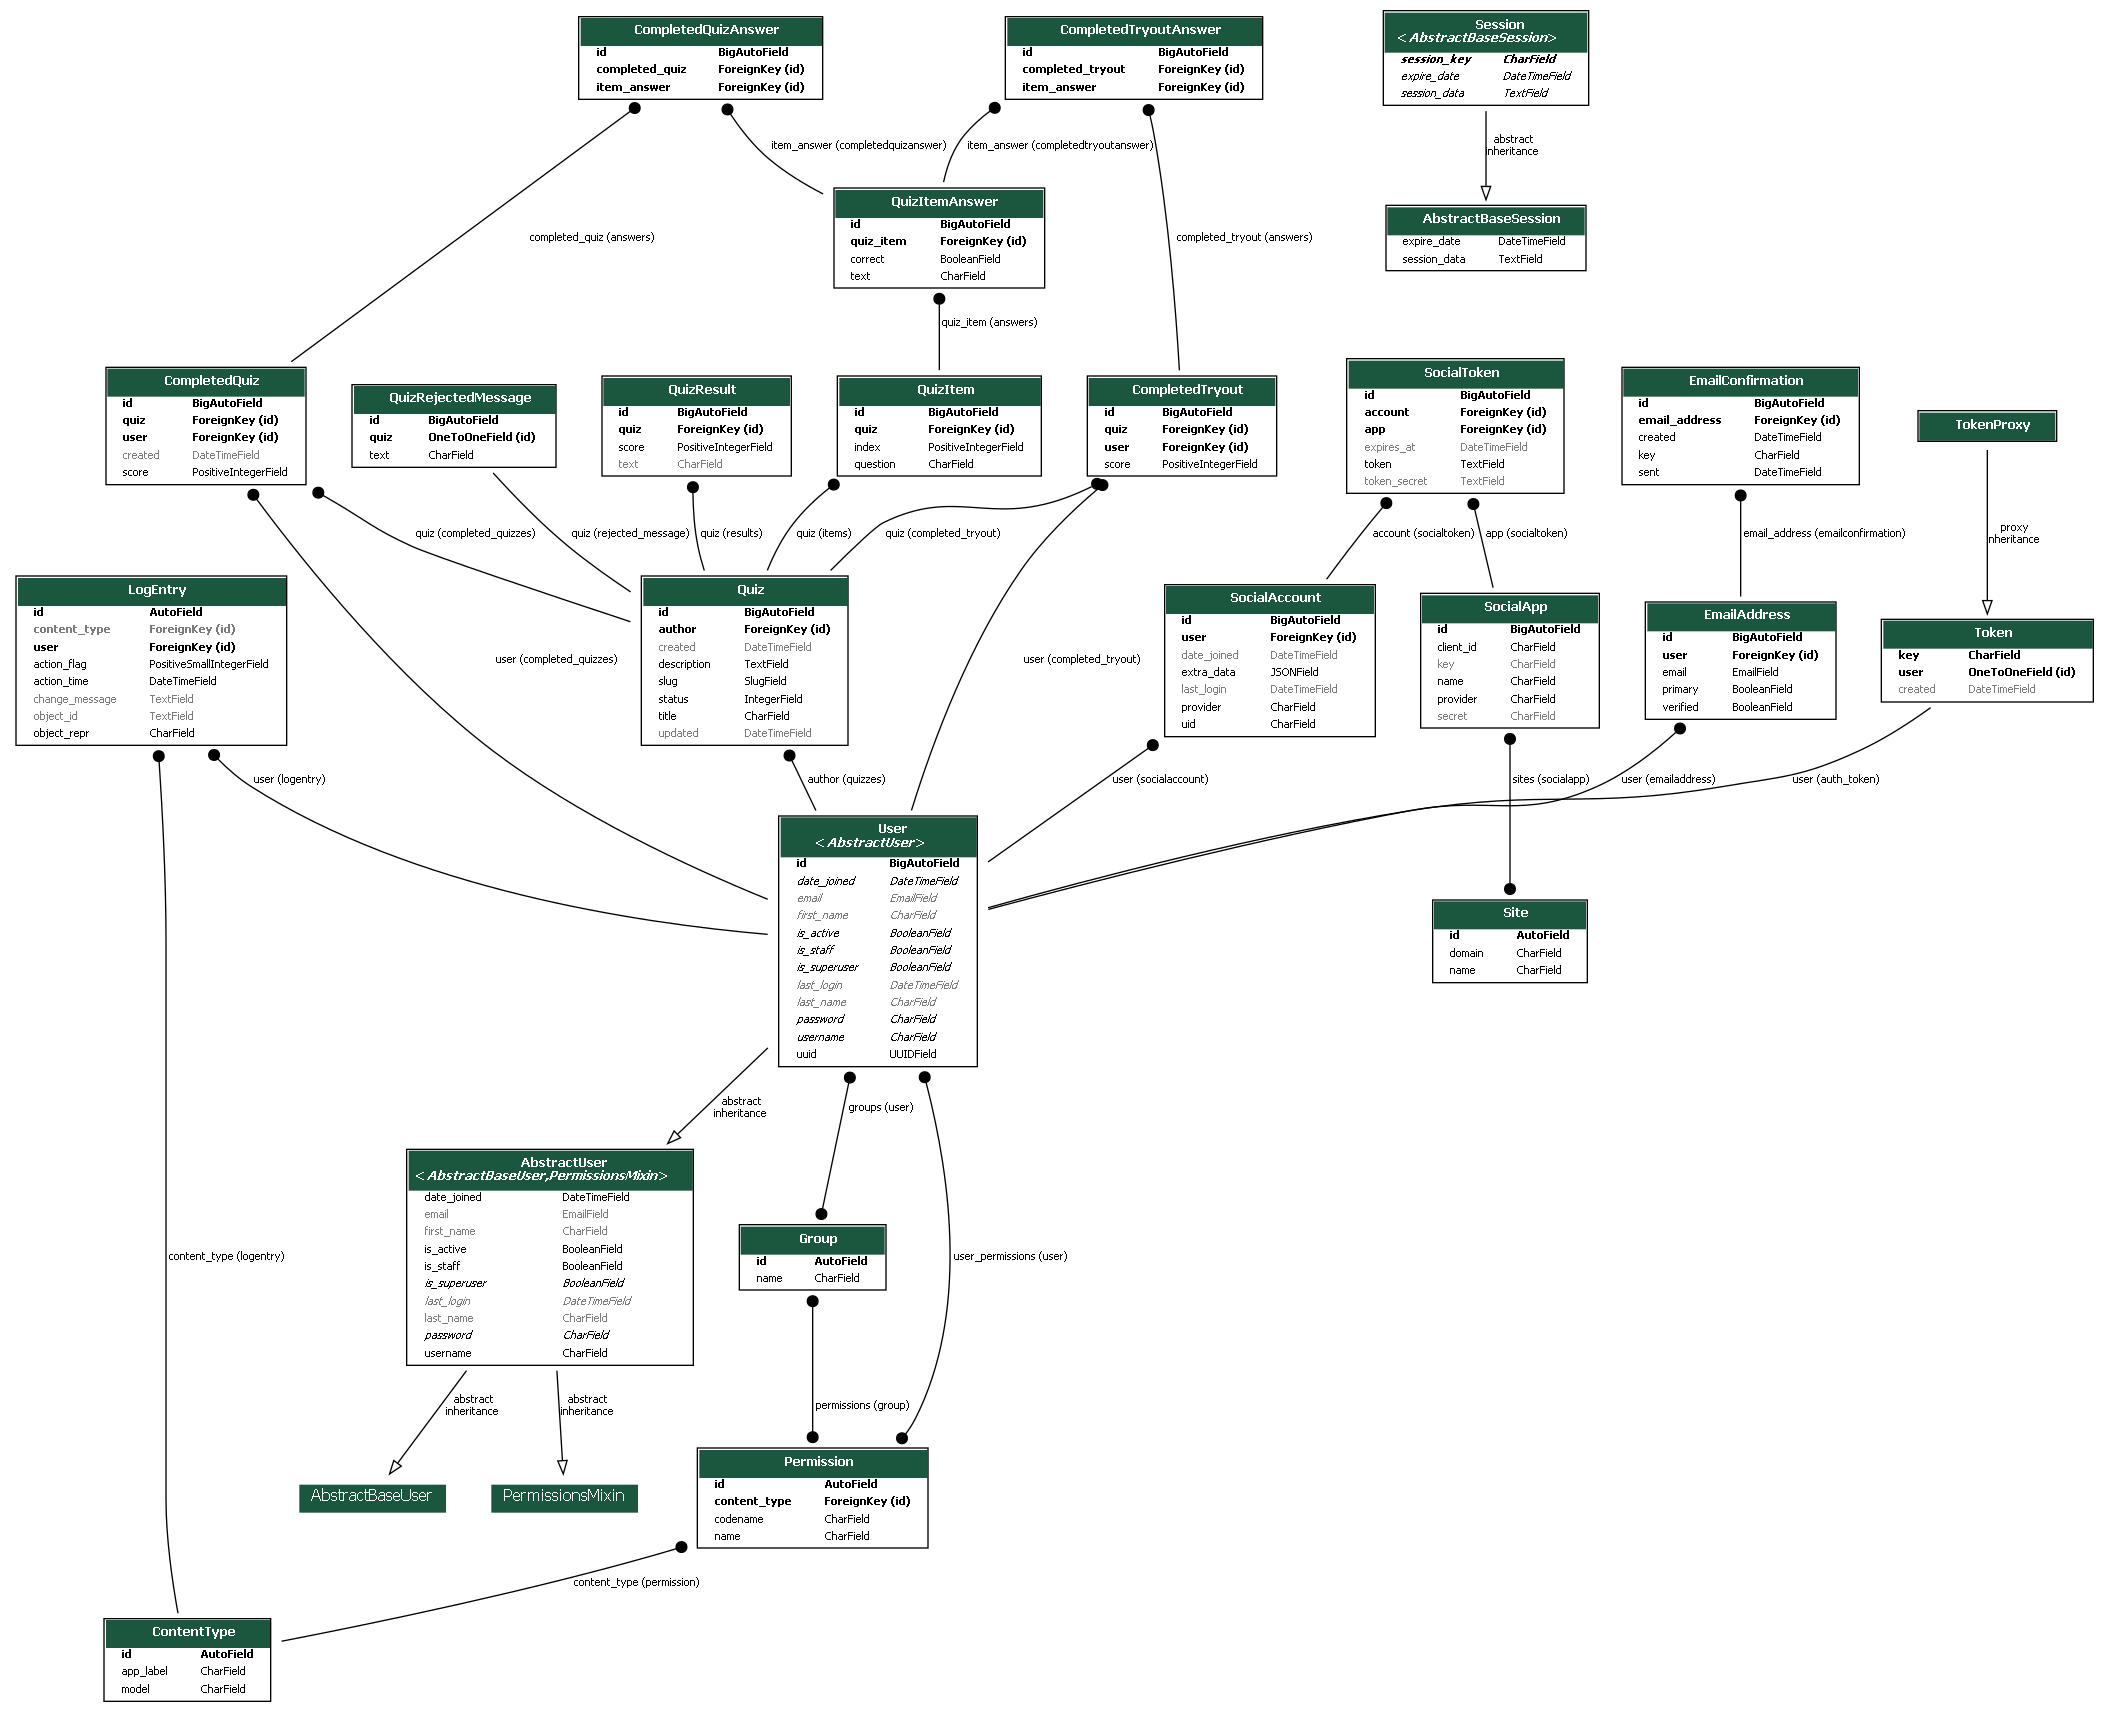 CompletedQuizAnswer
id BigAutoField
completed_quiz ForeignKey (id)
item_answer ForeignKey (id)
CompletedTryoutAnswer
id BigAutoField
completed_tryout ForeignKey (id)
item_answer ForeignKey (id)
Session
<AbstractBaseSession>
session_key CharField
expire_date DateTimeField
session_data TextField
item_answer (completedquizanswer)
item_answer (completedtryoutanswer)
abstract
inheritance
QuizItemAnswer
id BigAutoField
quiz_item ForeignKey (id)
correct BooleanField
text CharField
AbstractBaseSession
expire_date DateTimeField
session_data TextField
completed_quiz (answers)
completed_tryout (answers)
quiz_item (answers)
CompletedQuiz
id BigAutoField
quiz ForeignKey (id)
user ForeignKey (id)
created DateTimeField
score PositiveIntegerField
QuizRejectedMessage
id BigAutoField
quiz OneToOneField (id)
text CharField
QuizResult
id BigAutoField
quiz ForeignKey (id)
score PositiveIntegerField
text CharField
QuizItem
id BigAutoField
quiz ForeignKey (id)
index PositiveIntegerField
question CharField
CompletedTryout
id BigAutoField
quiz ForeignKey (id)
user ForeignKey (id)
score PositiveIntegerField
SocialToken
id BigAutoField
account ForeignKey (id)
app ForeignKey (id)
expires_at DateTimeField
token TextField
token_secret TextField
EmailConfirmation
id BigAutoField
email_address ForeignKey (id)
created DateTimeField
key CharField
sent DateTimeField
TokenProxy
quiz (completed_quizzes)
quiz (rejected_message)
quiz (results)
quiz (items)
quiz (completed_tryout)
account (socialtoken)
app (socialtoken)
email_address (emailconfirmation)
proxy
inheritance
LogEntry
id AutoField
content_type ForeignKey (id)
user ForeignKey (id)
action_flag PositiveSmallIntegerField
action_time DateTimeField
change_message TextField
object_id TextField
object_repr CharField
user (completed_quizzes)
Quiz
id BigAutoField
author ForeignKey (id)
created DateTimeField
description TextField
slug SlugField
status IntegerField
title CharField
updated DateTimeField
user (completed_tryout)
SocialAccount
id BigAutoField
user ForeignKey (id)
date_joined DateTimeField
extra_data JSONField
last_login DateTimeField
provider CharField
uid CharField
SocialApp
id BigAutoField
client_id CharField
key CharField
name CharField
provider CharField
secret CharField
EmailAddress
id BigAutoField
user ForeignKey (id)
email EmailField
primary BooleanField
verified BooleanField
Token
key CharField
user OneToOneField (id)
created DateTimeField
user (logentry)
author (quizzes)
user (socialaccount)
sites (socialapp)
user (emailaddress)
user (auth_token)
User
<AbstractUser>
id BigAutoField
date_joined DateTimeField
email EmailField
first_name CharField
is_active BooleanField
is_staff BooleanField
is_superuser BooleanField
last_login DateTimeField
last_name CharField
password CharField
username CharField
uuid UUIDField
Site
id AutoField
domain CharField
name CharField
abstract
inheritance
groups (user)
AbstractUser
<AbstractBaseUser,PermissionsMixin>
date_joined DateTimeField
email EmailField
first_name CharField
is_active BooleanField
is_staff BooleanField
is_superuser BooleanField
last_login DateTimeField
last_name CharField
password CharField
username CharField
Group
id AutoField
name CharField
content_type (logentry)
user_permissions (user)
abstract
inheritance
abstract
inheritance
permissions (group)
AbstractBaseUser
PermissionsMixin
Permission
id AutoField
content_type ForeignKey (id)
codename CharField
name CharField
content_type (permission)
ContentType
id AutoField
app_label CharField
model CharField